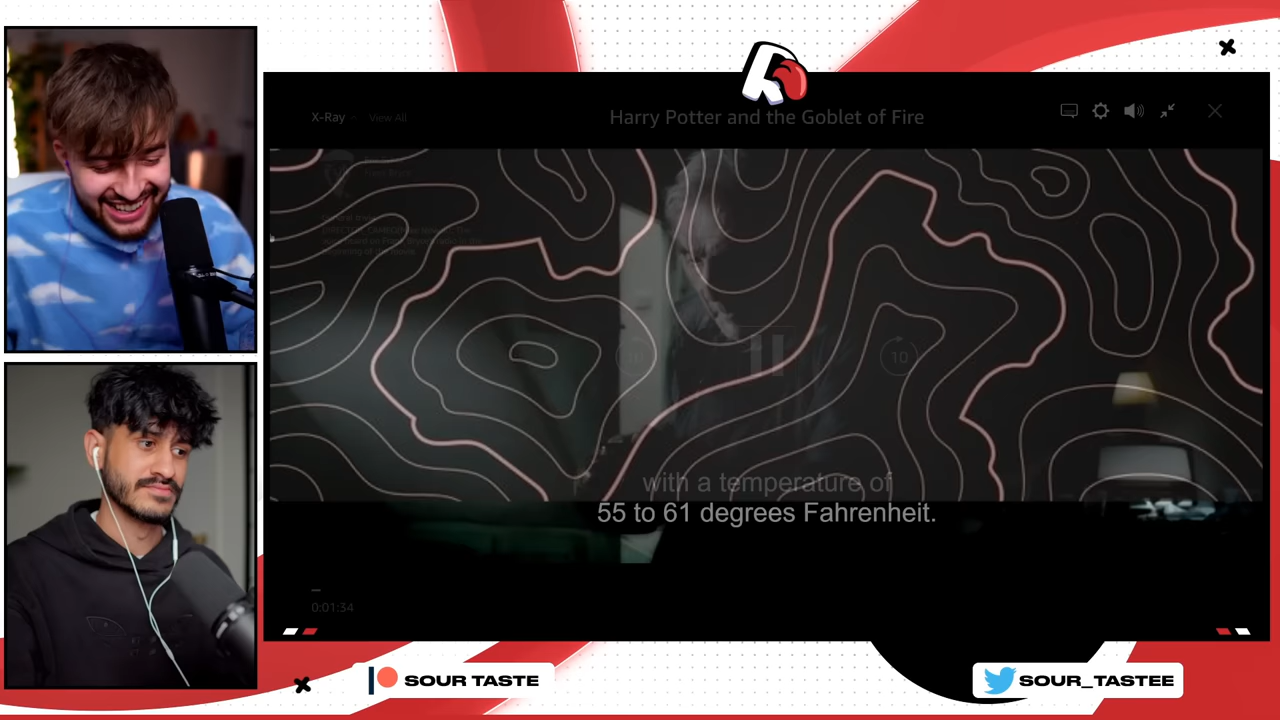 X-Ray
View All
Harry Potter and the Goblet of Fire
10
with a temperature of
55 to 61 degrees Fahrenheit.
0:01:34
SOUR TASTE
SOUR_TASTEE